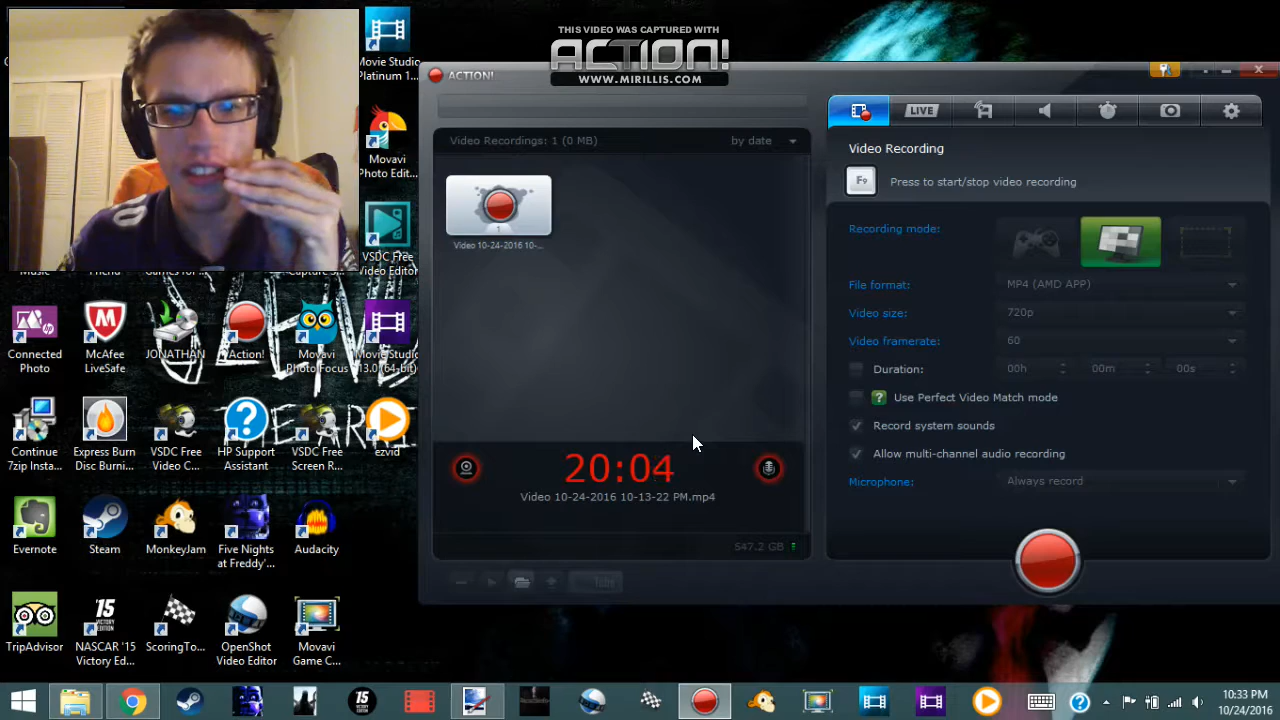 THIS VIDEO WAS CAPTURED WITH
ACTION!
WWW.MIRILLIS.COM
Movie Studio
Platinum 1...
Movavi
Photo Edit...
VSDC Free
Video Editor
Connected
Photo
McAfee
LiveSafe
JONATHAN
Action!
Movavi
Photo Focus
Movie Studio
13.0 (64-bit)
Continue
7zip Insta...
Express Burn
Disc Burni...
VSDC Free
Video C...
HP Support
Assistant
VSDC Free
Screen R...
ezvid
Evernote
Steam
MonkeyJam
Five Nights
at Freddy'...
Audacity
TripAdvisor
NASCAR '15
Victory Ed...
ScoringTo...
OpenShot
Video Editor
Movavi
Game C...
ACTION!
Video Recordings: 1 (0 MB)
by date
1
Video 10-24-2016 10-...
20:04
Video 10-24-2016 10-13-22 PM.mp4
547.2 GB
LIVE
Video Recording
F9
Press to start/stop video recording
Recording mode:
File format:
MP4 (AMD APP)
Video size:
720p
Video framerate:
60
Duration:
00h
00m
00s
? Use Perfect Video Match mode
Record system sounds
Allow multi-channel audio recording
Microphone:
Always record
10:33 PM
10/24/2016